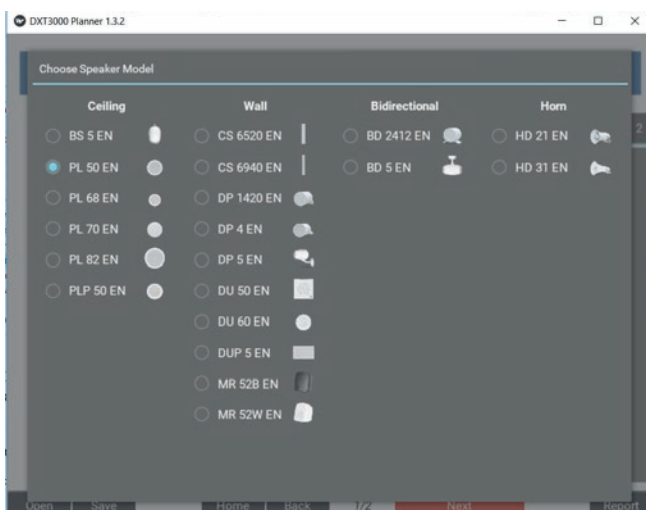 DXT3000 Planner 1.3.2
Choose Speaker Model
Ceiling Wall Bidirectional Horn
BS 5 EN CS 6520 EN BD 2412 EN HD 21 EN
PL 50 EN CS 6940 EN BD 5 EN HD 31 EN
PL 68 EN DP 1420 EN
PL 70 EN DP 4 EN
PL 82 EN DP 5 EN
PLP 50 EN DU 50 EN
DU 60 EN
DUP 5 EN
MR 52B EN
MR 52W EN
Open Save Home Back 1/2 Next Report
2